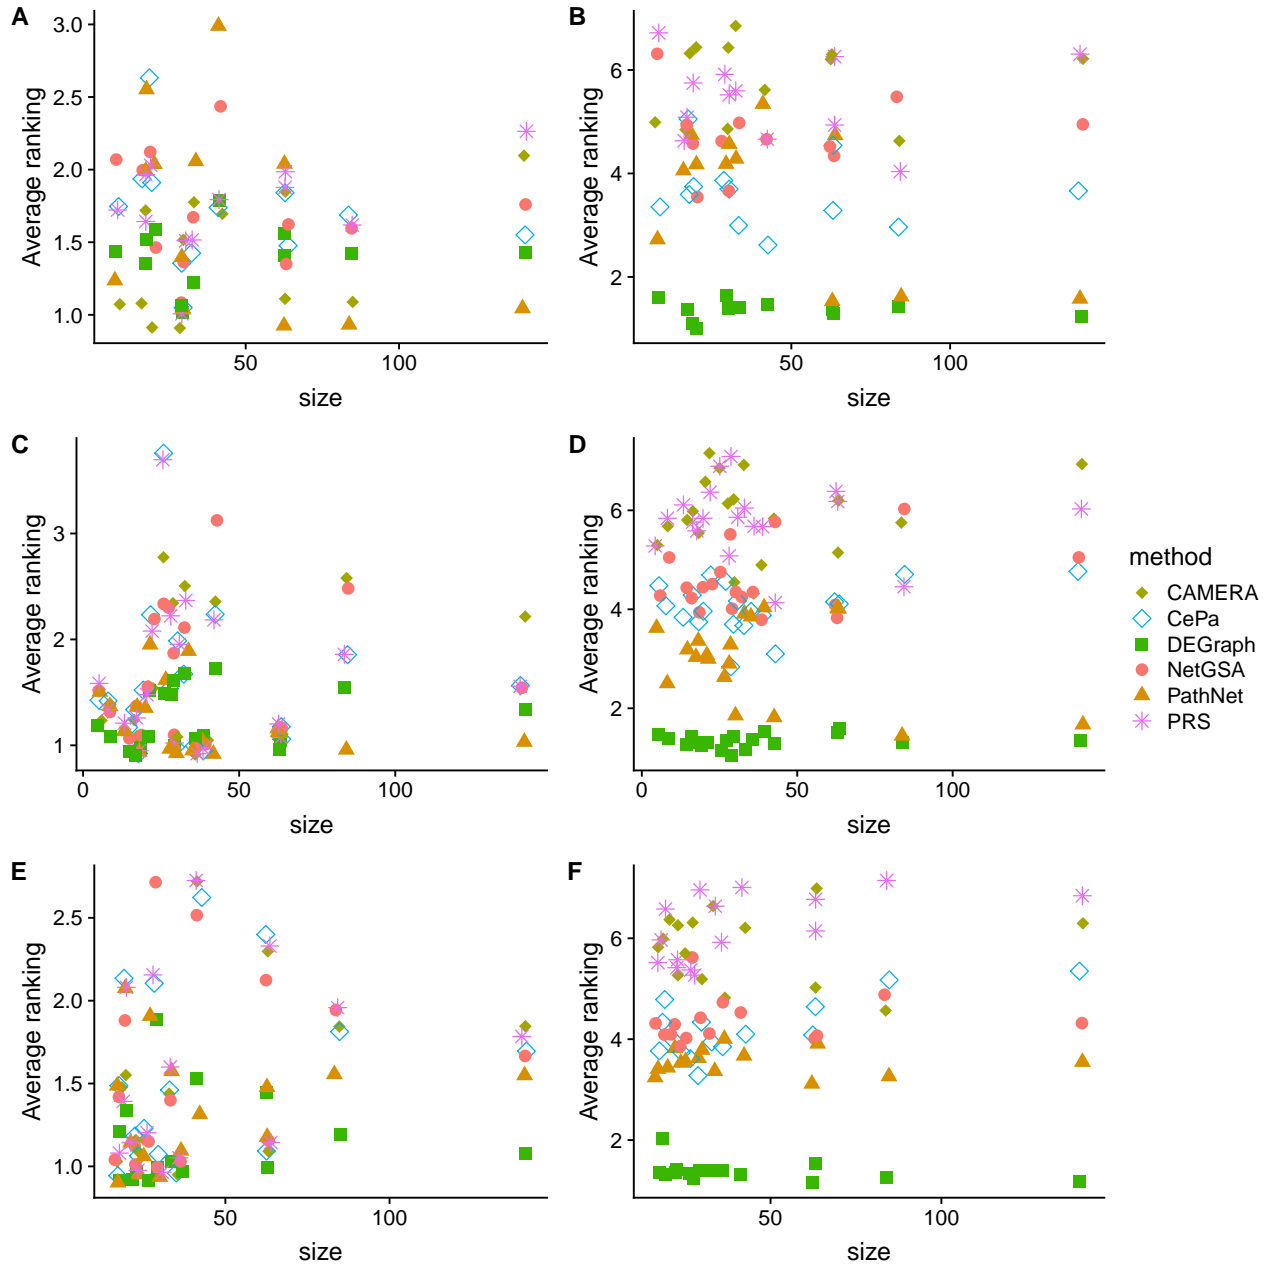 A
Average ranking
3.0
2.5
2.0
1.5
1.0
50
100
size
B
Average ranking
6
4
2
50
100
size
C
Average ranking
3
2
1
0
50
100
size
D
Average ranking
6
4
2
0
50
100
size
method
CAMERA
CePa
DEGraph
NetGSA
PathNet
PRS
E
Average ranking
2.5
2.0
1.5
1.0
50
100
size
F
Average ranking
6
4
2
50
100
size